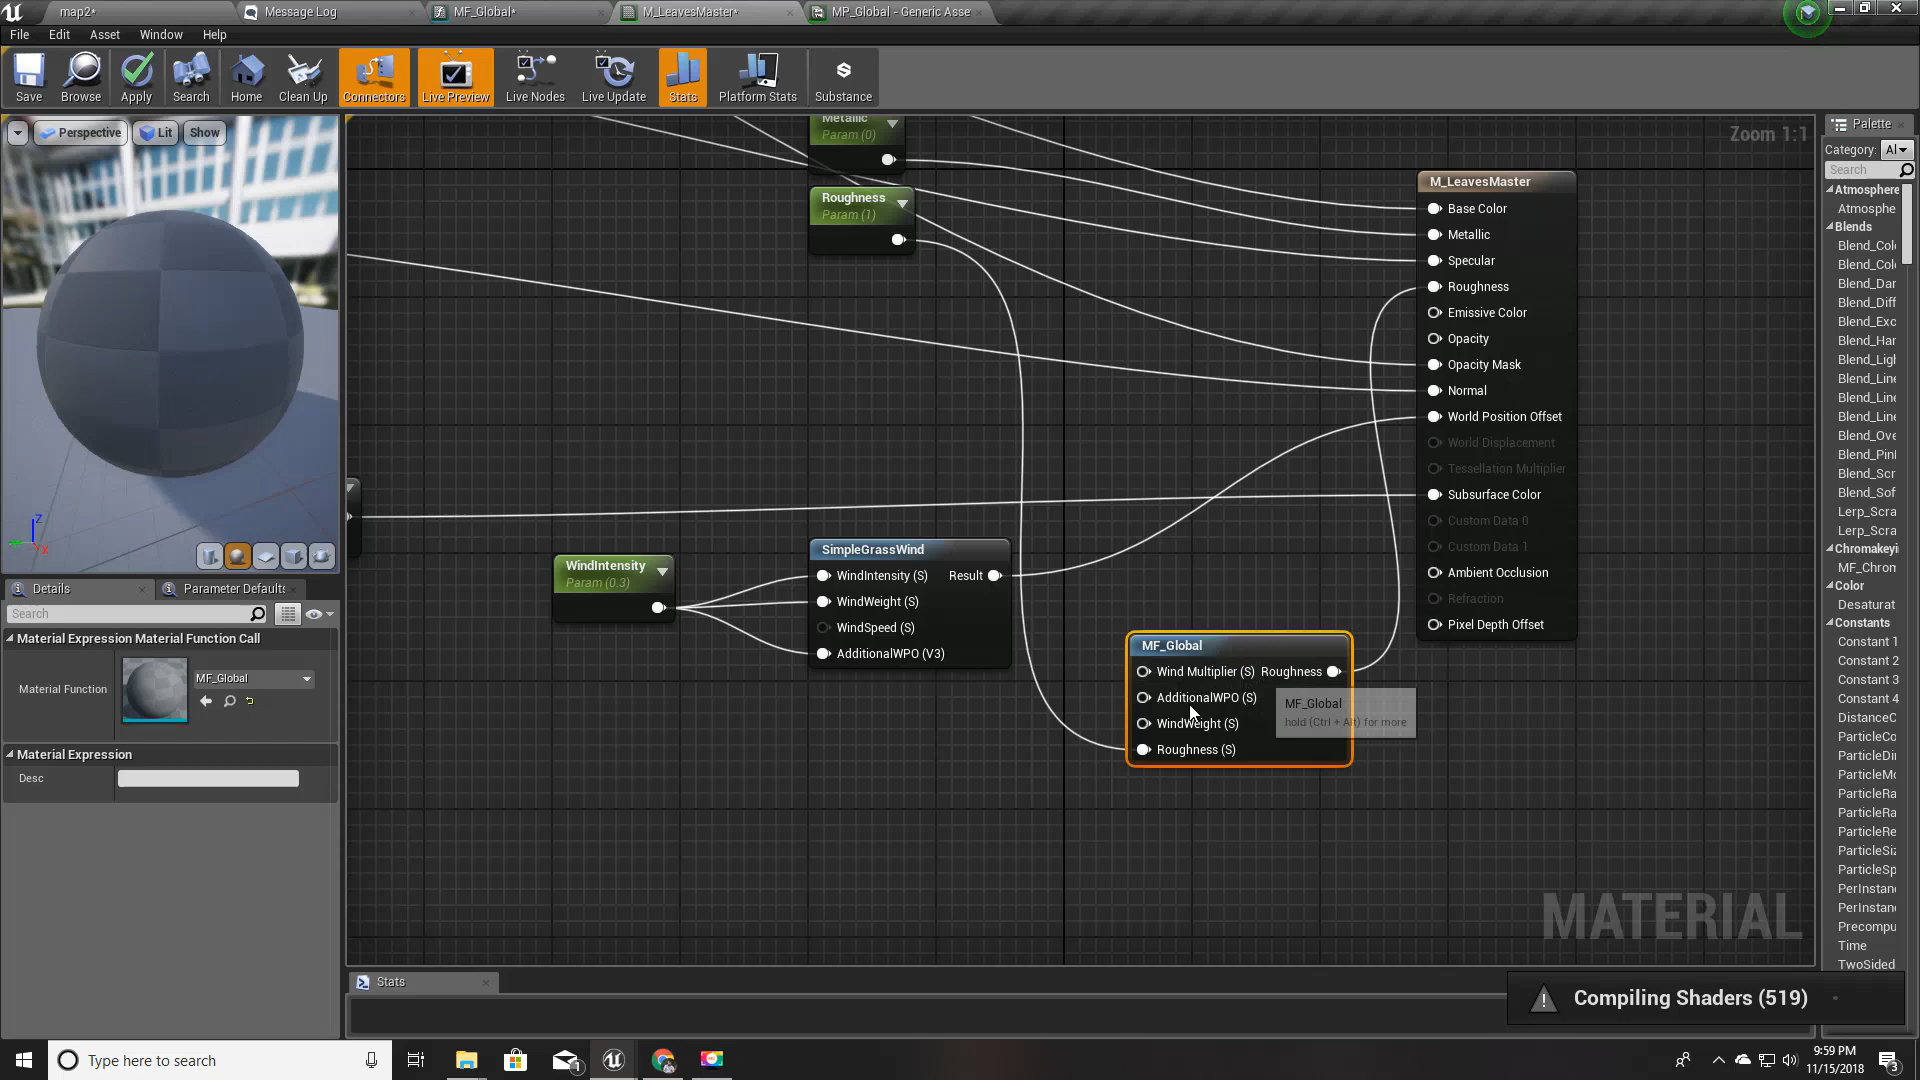 map2*
Message Log
MF_Global*
M_LeavesMaster*
MP_Global - Generic Asse
File Edit Asset Window Help
Save Browse Apply Search Home Clean Up Connectors Live Preview Live Nodes Live Update Stats Platform Stats Substance
Perspective Lit Show
Zoom 1:1
Metallic
Param (0)
Roughness
Param (1)
M_LeavesMaster
Base Color
Metallic
Specular
Roughness
Emissive Color
Opacity
Opacity Mask
Normal
World Position Offset
World Displacement
Tessellation Multiplier
Subsurface Color
Custom Data 0
Custom Data 1
Ambient Occlusion
Refraction
Pixel Depth Offset
WindIntensity
Param (0.3)
SimpleGrassWind
WindIntensity (S) Result
WindWeight (S)
WindSpeed (S)
AdditionalWPO (V3)
MF_Global
Wind Multiplier (S) Roughness
AdditionalWPO (S)
WindWeight (S)
Roughness (S)
MF_Global
hold (Ctrl + Alt) for more
MATERIAL
Z
X
Details
Parameter Defaults
Search
Material Expression Material Function Call
Material Function
MF_Global
Material Expression
Desc
Stats
Palette
Category: Al
Search
Atmosphere
Atmosphe
Blends
Blend_Col
Blend_Col
Blend_Dar
Blend_Diff
Blend_Exc
Blend_Har
Blend_Ligh
Blend_Line
Blend_Line
Blend_Line
Blend_Ove
Blend_Pin
Blend_Scr
Blend_Sof
Lerp_Scra
Lerp_Scra
Chromakeyi
MF_Chrom
Color
Desaturat
Constants
Constant 1
Constant 2
Constant 3
Constant 4
DistanceC
ParticleCo
ParticleDi
ParticleMo
ParticleRa
ParticleRa
ParticleRe
ParticleSiz
ParticleSp
PerInstan
PerInstan
Precompu
Time
TwoSided
Compiling Shaders (519)
Type here to search
1
9:59 PM
11/15/2018
3